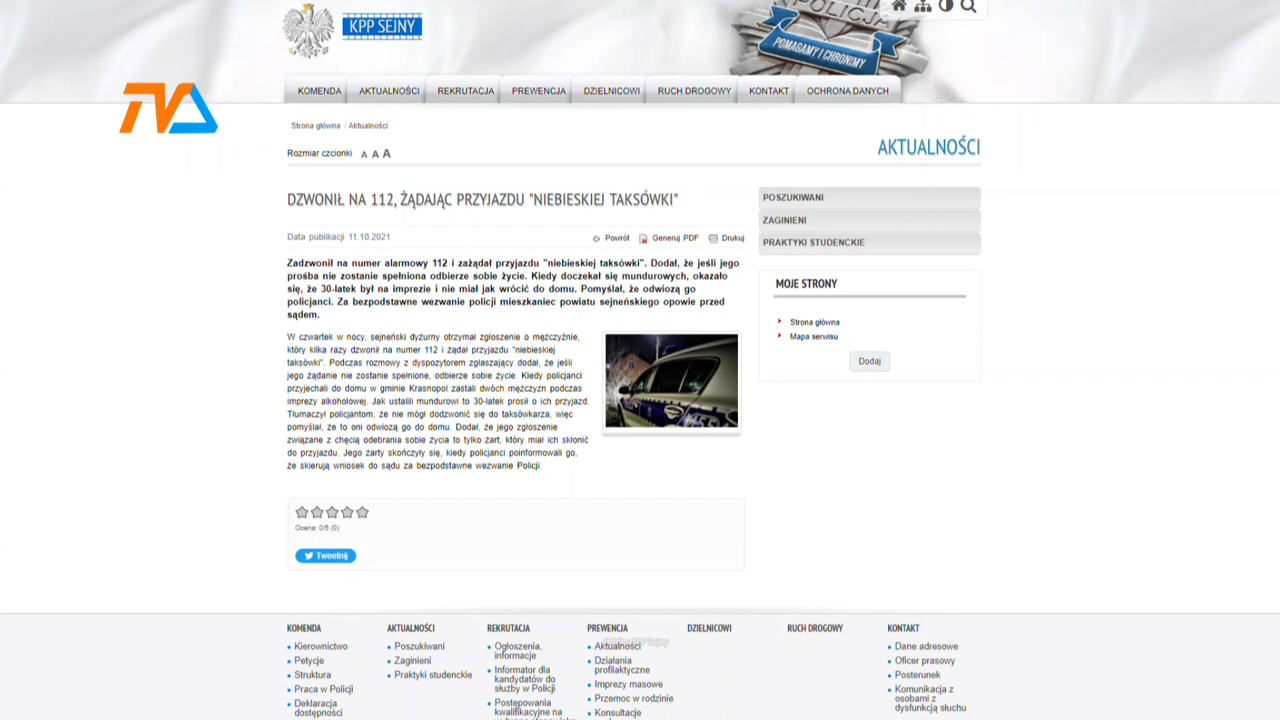 KPP SEJNY
POLICJA
POMAGAMY I CHRONIMY
KOMENDA
AKTUALNOŚCI
REKRUTACJA
PREWENCJA
DZIELNICOWI
RUCH DROGOWY
KONTAKT
OCHRONA DANYCH
TVA
Strona główna / Aktualności
Rozmiar czcionki A A A
AKTUALNOŚCI
DZWONIŁ NA 112, ŻĄDAJĄC PRZYJAZDU "NIEBIESKIEJ TAKSÓWKI"
Data publikacji 11.10.2021
Powrót
Generuj PDF
Drukuj
Zadzwonił na numer alarmowy 112 i zażądał przyjazdu "niebieskiej taksówki". Dodał, że jeśli jego
prośba nie zostanie spełniona odbierze sobie życie. Kiedy doczekał się mundurowych, okazało
się, że 30-latek był na imprezie i nie miał jak wrócić do domu. Pomyślał, że odwiozą go
policjanci. Za bezpodstawne wezwanie policji mieszkaniec powiatu sejneńskiego opowie przed
sądem.
W czwartek w nocy, sejneński dyżurny otrzymał zgłoszenie o mężczyźnie,
który kilka razy dzwonił na numer 112 i żądał przyjazdu "niebieskiej
taksówki". Podczas rozmowy z dyspozytorem zgłaszający dodał, że jeśli
jego żądanie nie zostanie spełnione, odbierze sobie życie. Kiedy policjanci
przyjechali do domu w gminie Krasnopol zastali dwóch mężczyzn podczas
imprezy alkoholowej. Jak ustalili mundurowi to 30-latek prosił o ich przyjazd.
Tłumaczył policjantom, że nie mógł dodzwonić się do taksówkarza, więc
pomyślał, że to oni odwiozą go do domu. Dodał, że jego zgłoszenie
związane z chęcią odebrania sobie życia to tylko żart, który miał ich skłonić
do przyjazdu. Jego żarty skończyły się, kiedy policjanci poinformowali go,
że skierują wniosek do sądu za bezpodstawne wezwanie Policji.
POSZUKIWANI
ZAGINIENI
PRAKTYKI STUDENCKIE
MOJE STRONY
Strona główna
Mapa serwisu
Dodaj
Ocena: 0/5 (0)
Tweetnij
KOMENDA
Kierownictwo
Petycje
Struktura
Praca w Policji
Deklaracja
dostępności
AKTUALNOŚCI
Poszukiwani
Zaginieni
Praktyki studenckie
REKRUTACJA
Ogłoszenia,
informacje
Informator dla
kandydatów do
służby w Policji
Postępowania
kwalifikacyjne na
PREWENCJA
Aktualności
Działania
profilaktyczne
Imprezy masowe
Przemoc w rodzinie
Konsultacje
DZIELNICOWI
RUCH DROGOWY
KONTAKT
Dane adresowe
Oficer prasowy
Posterunek
Komunikacja z
osobami z
dysfunkcją słuchu